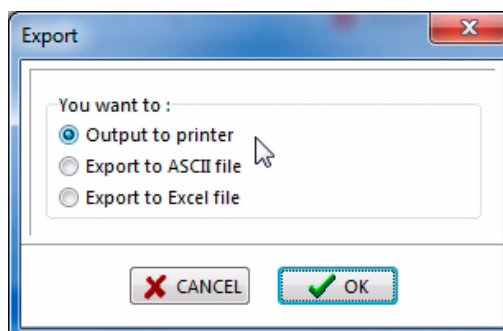 Export
You want to :
Output to printer
Export to ASCII file
Export to Excel file
CANCEL
OK